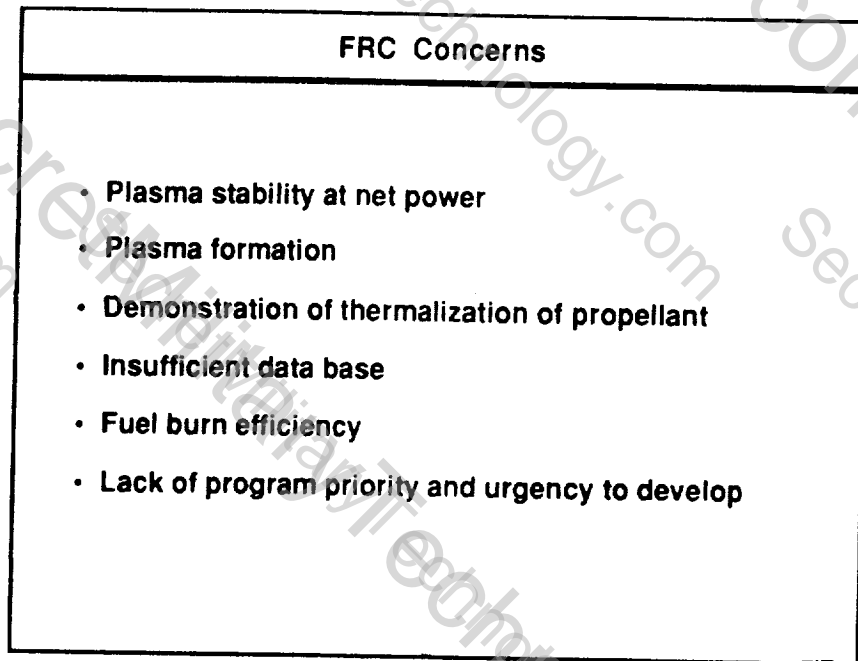 FRC Concerns
• Plasma stability at net power
• Plasma formation
• Demonstration of thermalization of propellant
• Insufficient data base
• Fuel burn efficiency
• Lack of program priority and urgency to develop